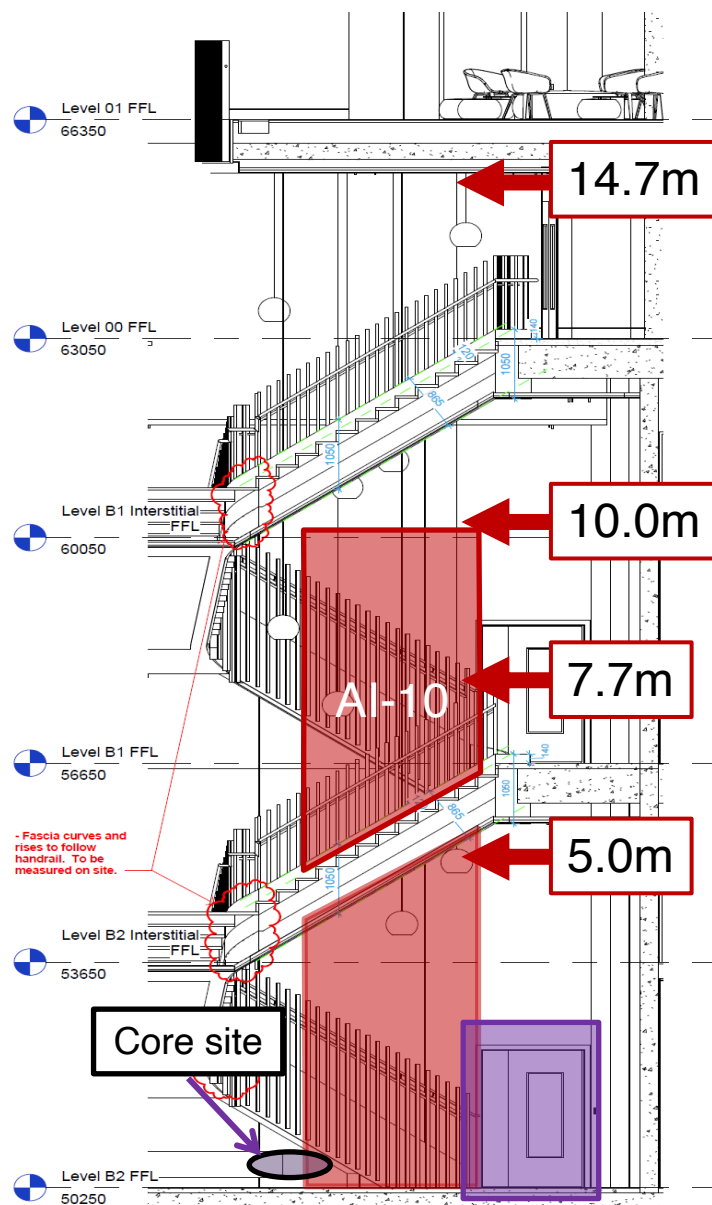 Level 01 FFL
66350
14.7m
Level 00 FFL
63050
140
120
1050
865
1050
Level B1 Interstitial
FFL
60050
10.0m
AI-10
7.7m
Level B1 FFL
56650
140
1050
865
- Fascia curves and
rises to follow
handrail. To be
measured on site.
1050
5.0m
Level B2 Interstitial
FFL
53650
Core site
Level B2 FFL
50250